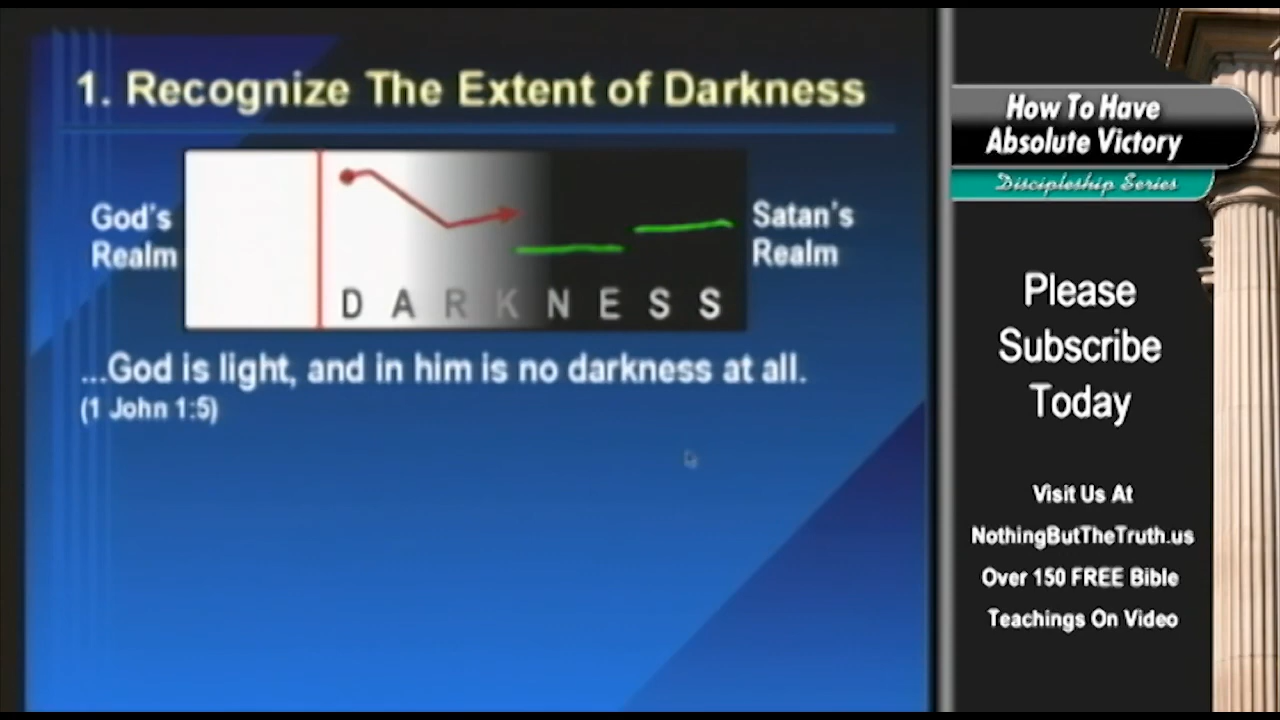 1. Recognize The Extent of Darkness
God's
Realm
DARKNESS
Satan's
Realm
...God is light, and in him is no darkness at all.
(1 John 1:5)
How To Have
Absolute Victory
Discipleship Series
Please
Subscribe
Today
Visit Us At
NothingButTheTruth.us
Over 150 FREE Bible
Teachings On Video